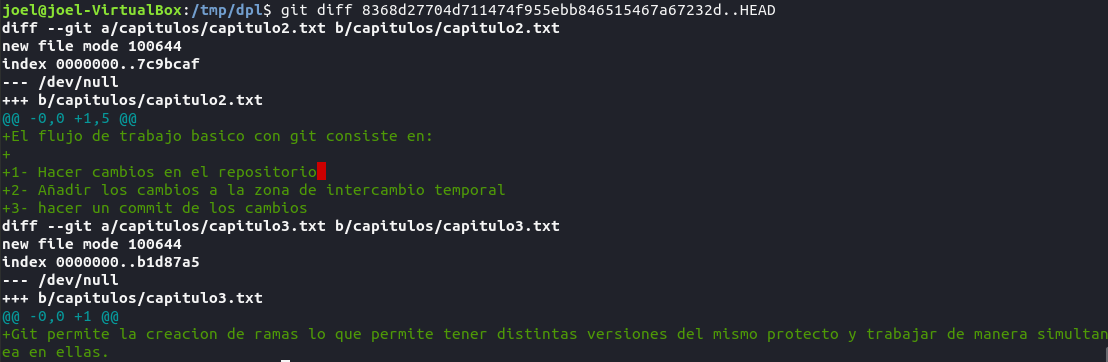 joel@joel-VirtualBox:/tmp/dpl$ git diff 8368d27704d711474f955ebb846515467a67232d..HEAD
diff --git a/capitulos/capitulo2.txt b/capitulos/capitulo2.txt
new file mode 100644
index 0000000..7c9bcaf
--- /dev/null
+++ b/capitulos/capitulo2.txt
@@ -0,0 +1,5 @@
+El flujo de trabajo basico con git consiste en:
+
+1- Hacer cambios en el repositorio
+2- Añadir los cambios a la zona de intercambio temporal
+3- hacer un commit de los cambios
diff --git a/capitulos/capitulo3.txt b/capitulos/capitulo3.txt
new file mode 100644
index 0000000..b1d87a5
--- /dev/null
+++ b/capitulos/capitulo3.txt
@@ -0,0 +1 @@
+Git permite la creacion de ramas lo que permite tener distintas versiones del mismo protecto y trabajar de manera simultan
ea en ellas.